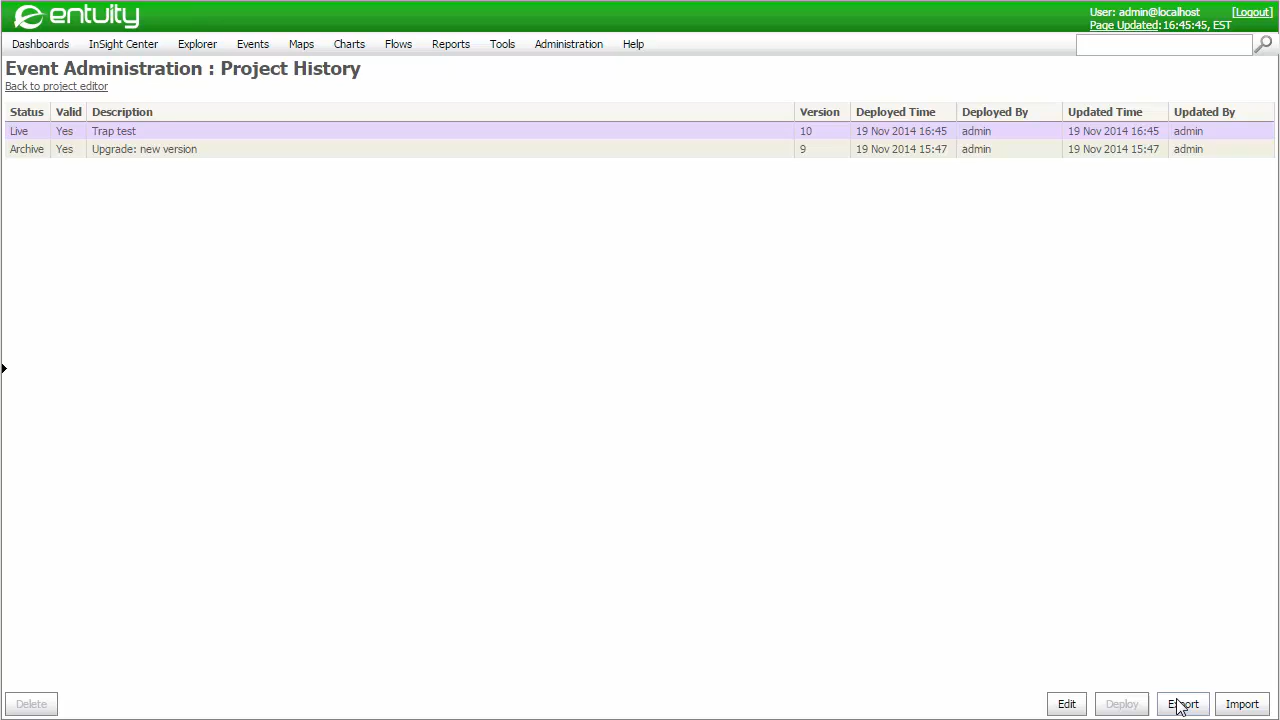 entuity
User: admin@localhost [Logout]
Page Updated: 16:45:45, EST
Dashboards InSight Center Explorer Events Maps Charts Flows Reports Tools Administration Help
Event Administration : Project History
Back to project editor
Status Valid Description Version Deployed Time Deployed By Updated Time Updated By
Live Yes Trap test 10 19 Nov 2014 16:45 admin 19 Nov 2014 16:45 admin
Archive Yes Upgrade: new version 9 19 Nov 2014 15:47 admin 19 Nov 2014 15:47 admin
Delete Edit Deploy Export Import